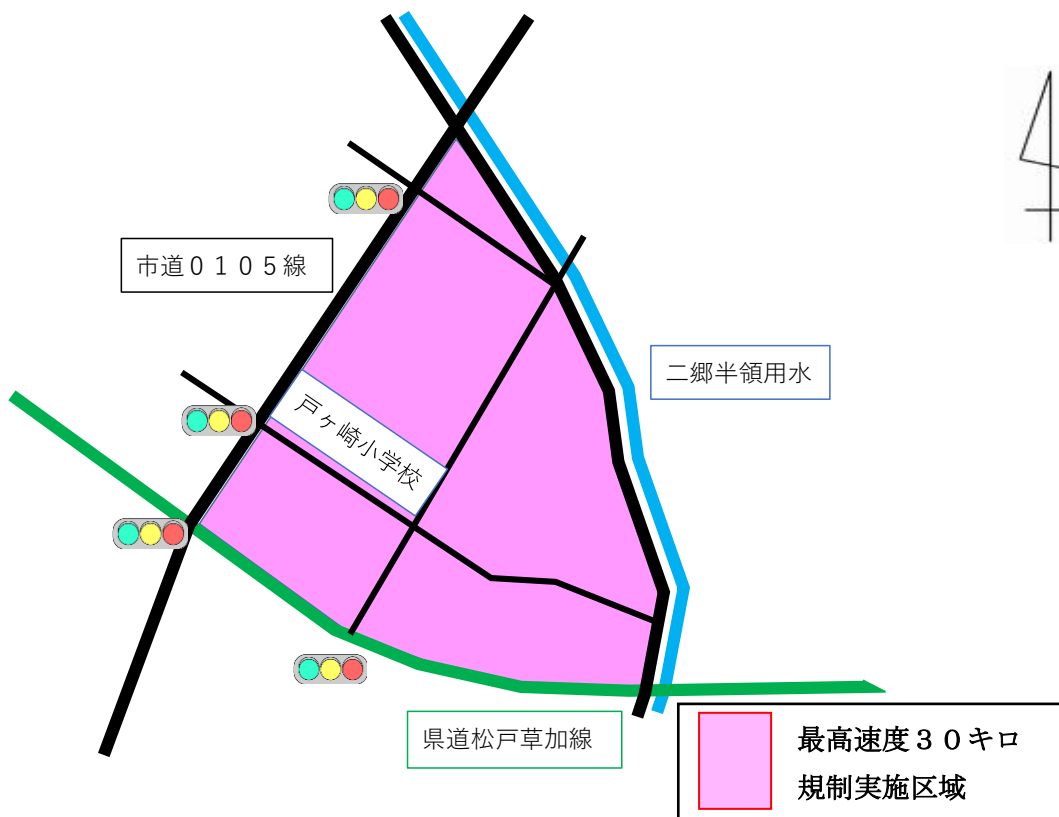 市道０１０５線
二郷半領用水
戸ヶ崎小学校
県道松戸草加線
最高速度３０キロ
規制実施区域